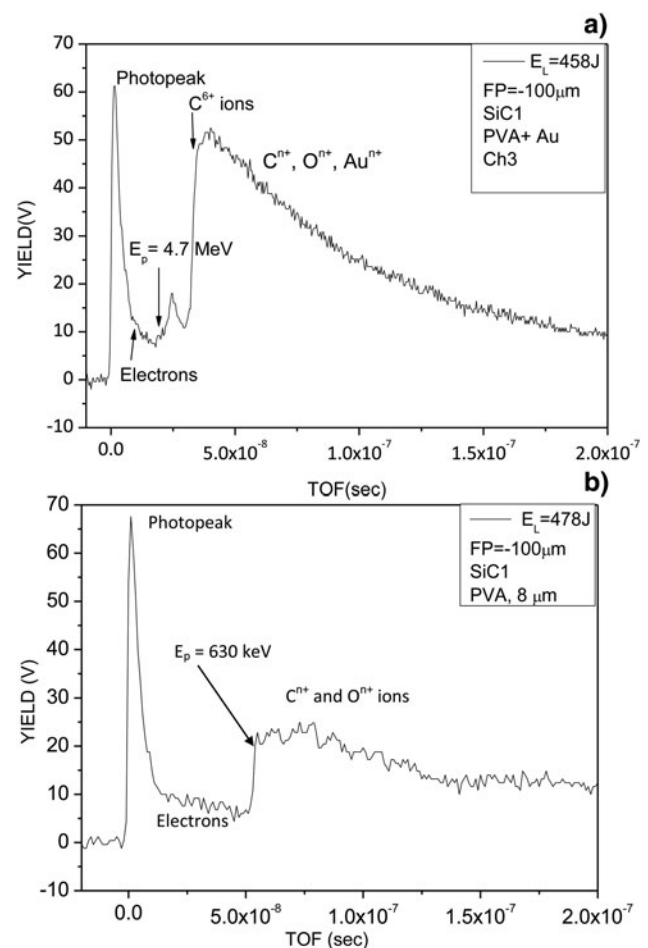 a)
70
60
50
40
30
20
10
0
-10
YIELD(V)
Photopeak
C⁶⁺ ions
Cⁿ⁺, Oⁿ⁺, Auⁿ⁺
Eₚ= 4.7 MeV
Electrons
E_L=458J
FP=-100µm
SiC1
PVA+ Au
Ch3
0.0 5.0x10⁻⁸ 1.0x10⁻⁷ 1.5x10⁻⁷ 2.0x10⁻⁷
TOF(sec)
b)
70
60
50
40
30
20
10
0
-10
YIELD (V)
Photopeak
Eₚ = 630 keV
Cⁿ⁺ and Oⁿ⁺ ions
Electrons
E_L=478J
FP=-100µm
SiC1
PVA, 8 µm
0.0 5.0x10⁻⁸ 1.0x10⁻⁷ 1.5x10⁻⁷ 2.0x10⁻⁷
TOF (sec)